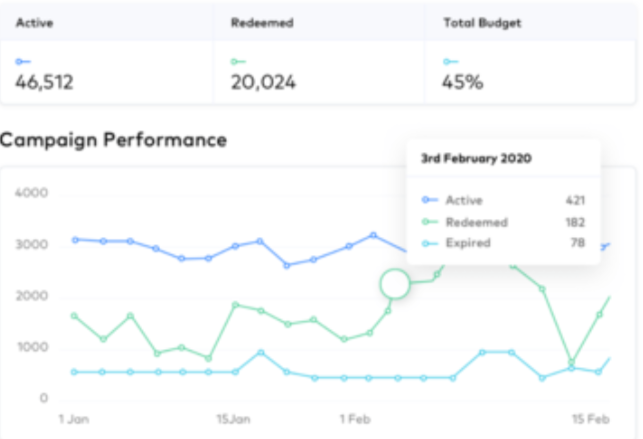 Active Redeemed Total Budget
46,512 20,024 45%
Campaign Performance
3rd February 2020
Active 421
Redeemed 182
Expired 78
4000
3000
2000
1000
0
1 Jan 15Jan 1 Feb 15 Feb